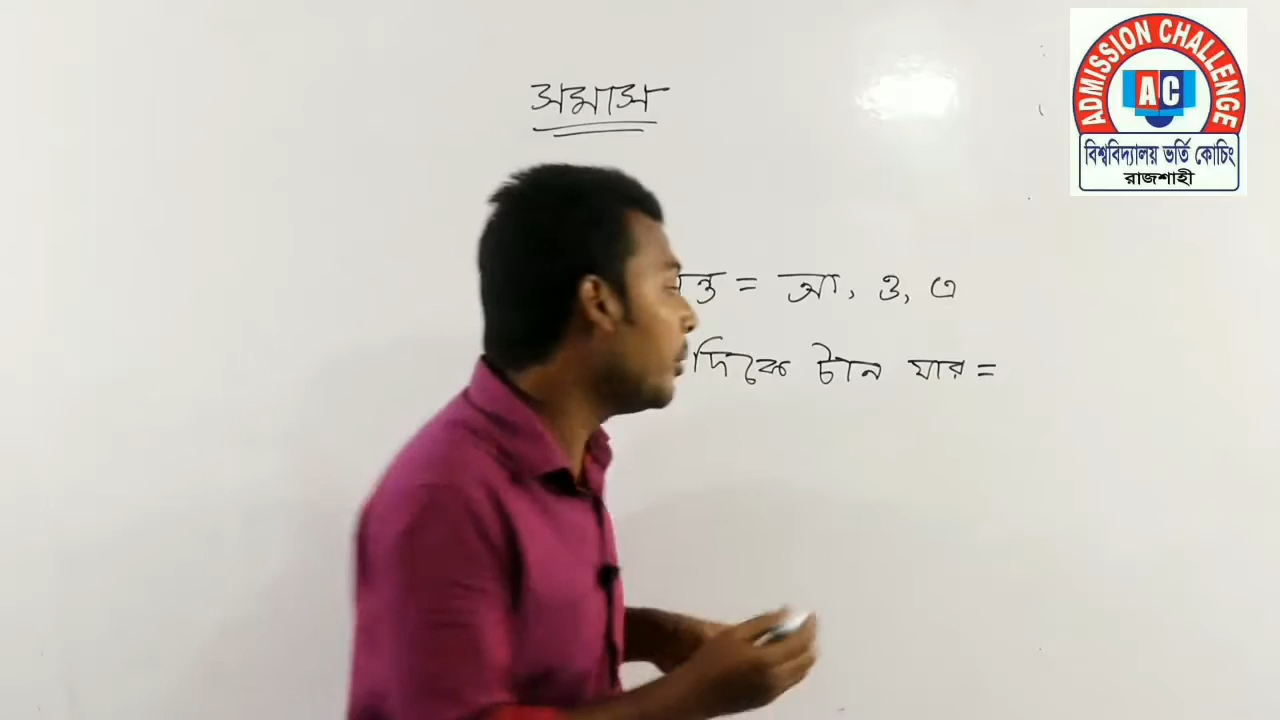 সমাস
ADMISSION CHALLENGE
AC
বিশ্ববিদ্যালয় ভর্তি কোচিং
রাজশাহী
= আ, ও, এ
দিকে টান যার =